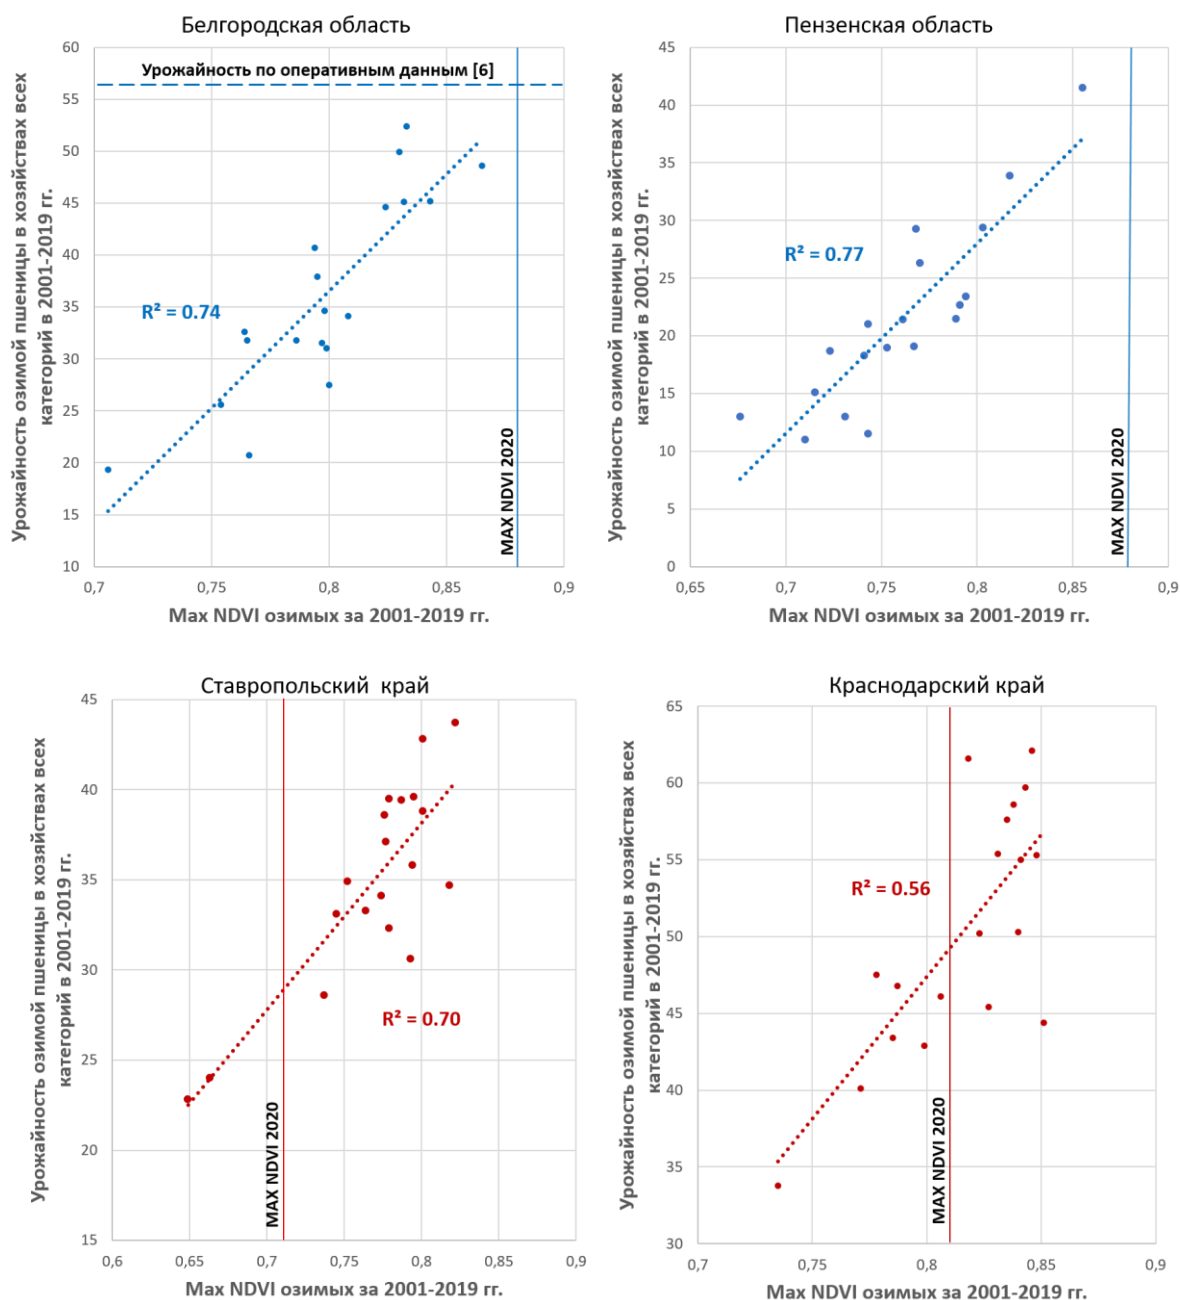 Белгородская область
Урожайность озимой пшеницы в хозяйствах всех
категорий в 2001-2019 гг.
60
55
50
45
40
35
30
25
20
15
10
Урожайность по оперативным данным [6]
R² = 0.74
MAX NDVI 2020
0,7
0,75
0,8
0,85
0,9
Max NDVI озимых за 2001-2019 гг.
Пензенская область
Урожайность озимой пшеницы в хозяйствах всех
категорий в 2001-2019 гг.
45
40
35
30
25
20
15
10
5
0
R² = 0.77
MAX NDVI 2020
0,65
0,7
0,75
0,8
0,85
0,9
Max NDVI озимых за 2001-2019 гг.
Ставропольский край
Урожайность озимой пшеницы в хозяйствах всех
категорий в 2001-2019 гг.
45
40
35
30
25
20
15
R² = 0.70
MAX NDVI 2020
0,6
0,65
0,7
0,75
0,8
0,85
0,9
Max NDVI озимых за 2001-2019 гг.
Краснодарский край
Урожайность озимой пшеницы в хозяйствах всех
категорий в 2001-2019 гг.
65
60
55
50
45
40
35
30
R² = 0.56
MAX NDVI 2020
0,7
0,75
0,8
0,85
0,9
Max NDVI озимых за 2001-2019 гг.